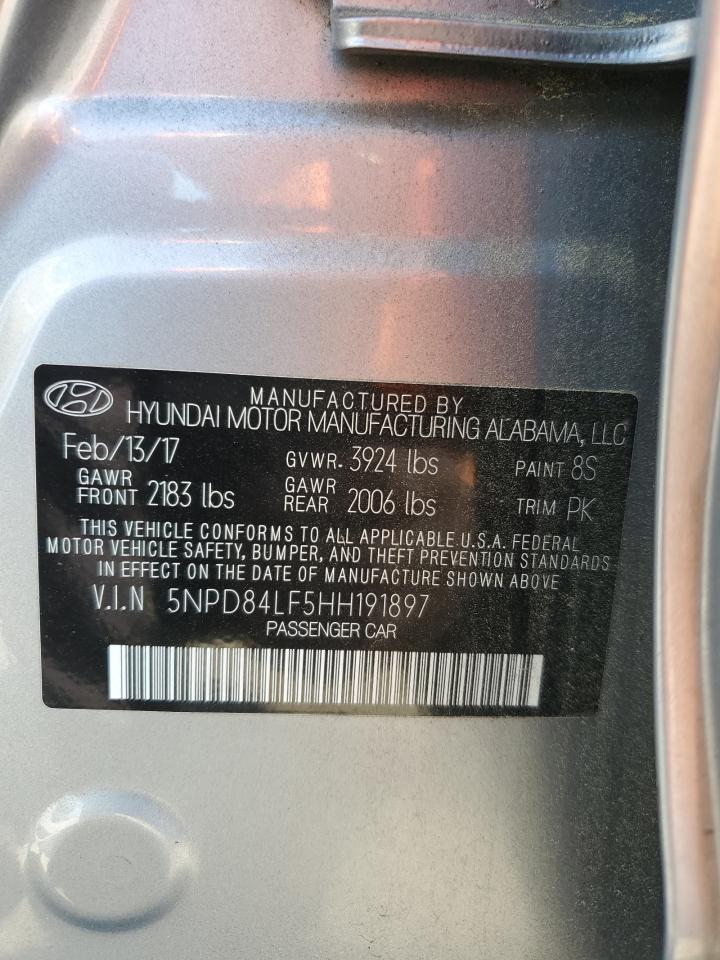 MANUFACTURED BY
HYUNDAI MOTOR MANUFACTURING ALABAMA, LLC
Feb/13/17 GVWR. 3924 lbs PAINT 8S
GAWR FRONT 2183 lbs GAWR REAR 2006 lbs TRIM PK
THIS VEHICLE CONFORMS TO ALL APPLICABLE U.S.A. FEDERAL
MOTOR VEHICLE SAFETY, BUMPER, AND THEFT PREVENTION STANDARDS
IN EFFECT ON THE DATE OF MANUFACTURE SHOWN ABOVE
V.I.N 5NPD84LF5HH191897
PASSENGER CAR